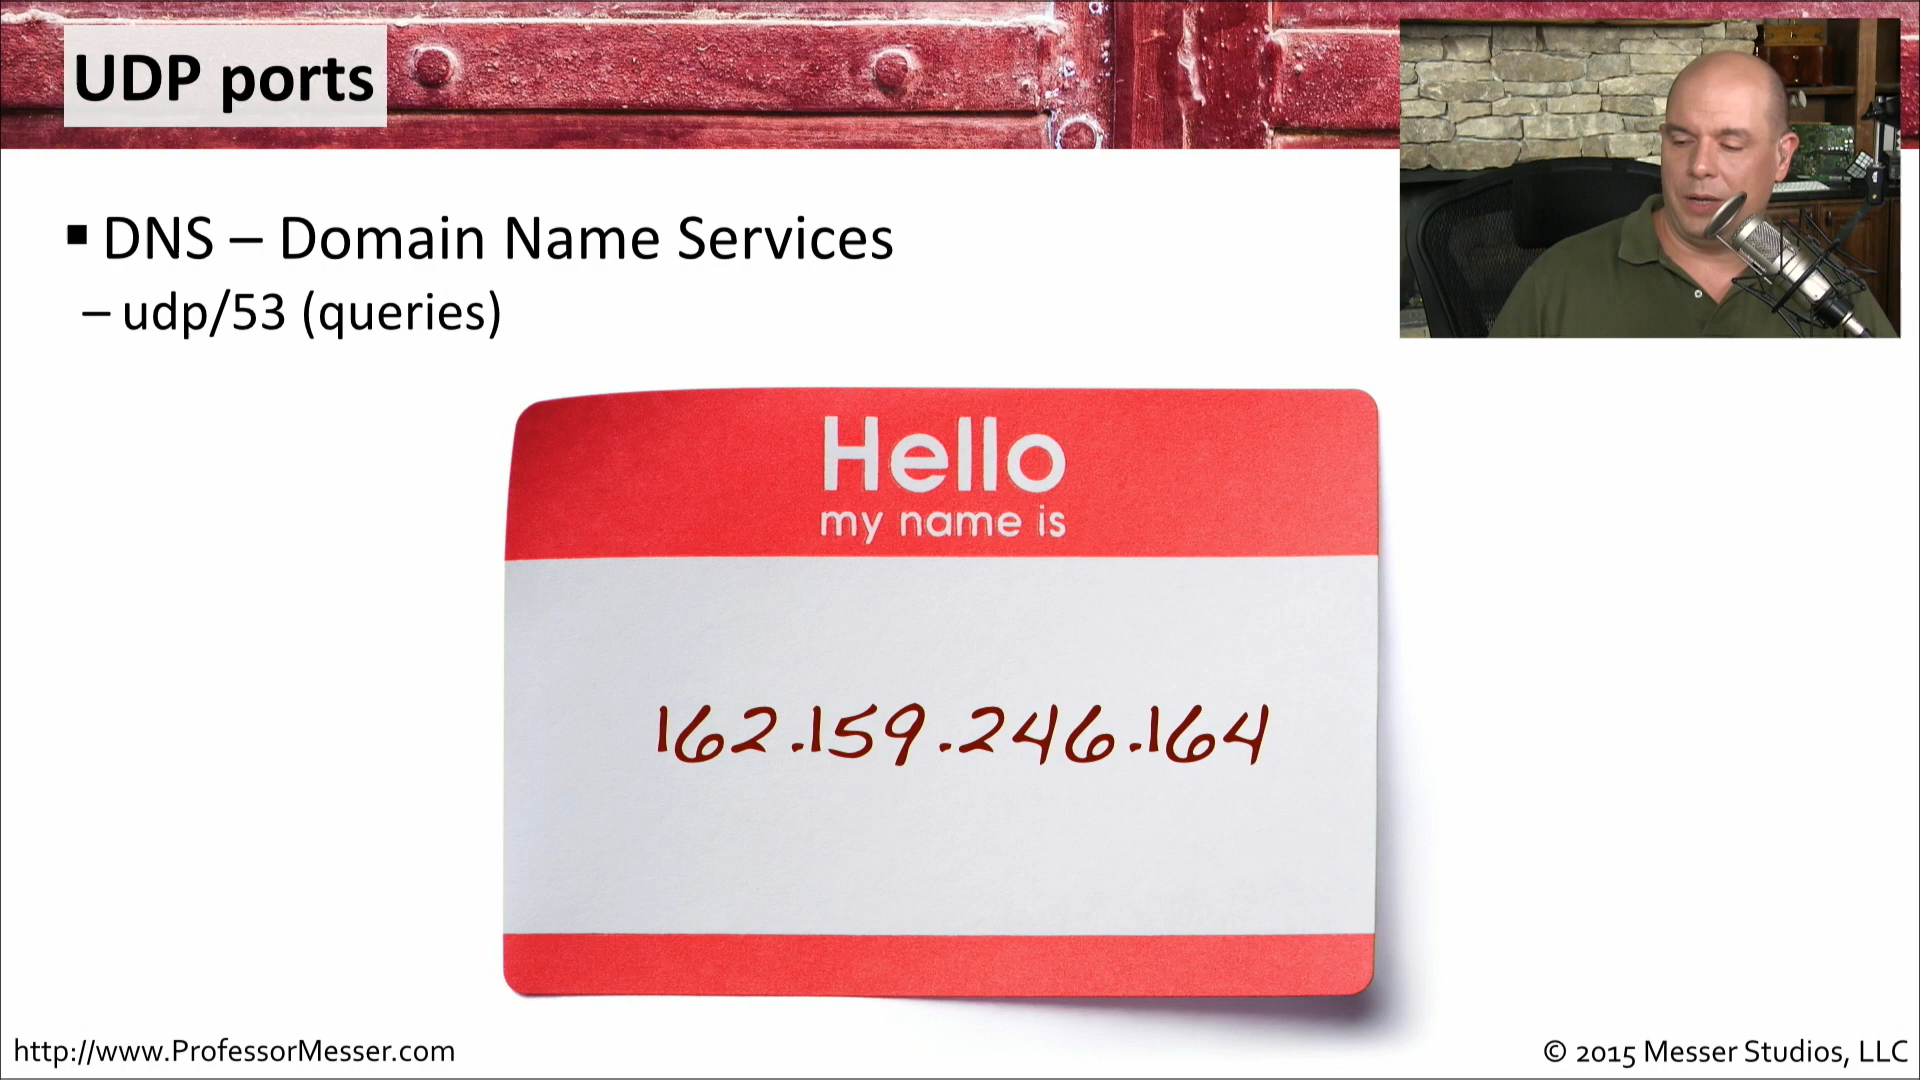 UDP ports
▪ DNS – Domain Name Services
– udp/53 (queries)
Hello
my name is
162.159.246.164
http://www.ProfessorMesser.com
© 2015 Messer Studios, LLC